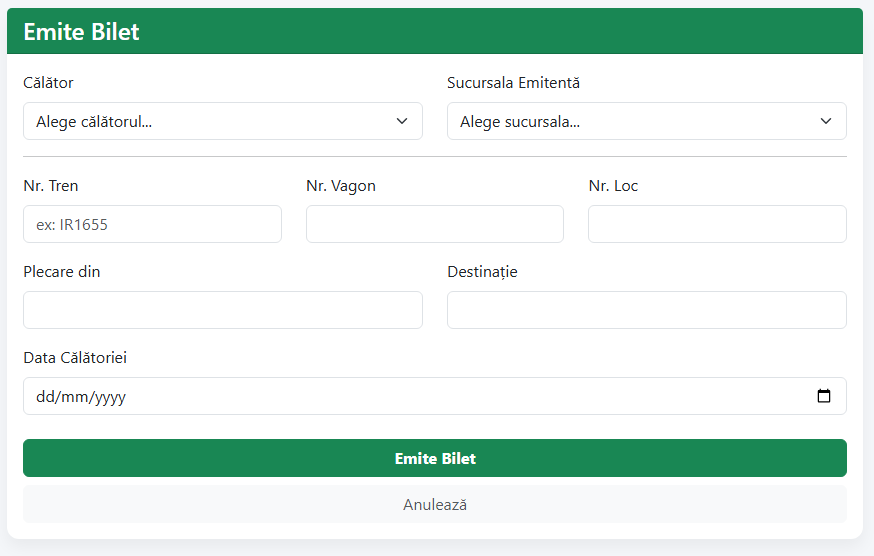 Emite Bilet
Călător
Sucursala Emitentă
Alege călătorul...
Alege sucursala...
Nr. Tren
Nr. Vagon
Nr. Loc
ex: IR1655
Plecare din
Destinație
Data Călătoriei
dd/mm/yyyy
Emite Bilet
Anulează